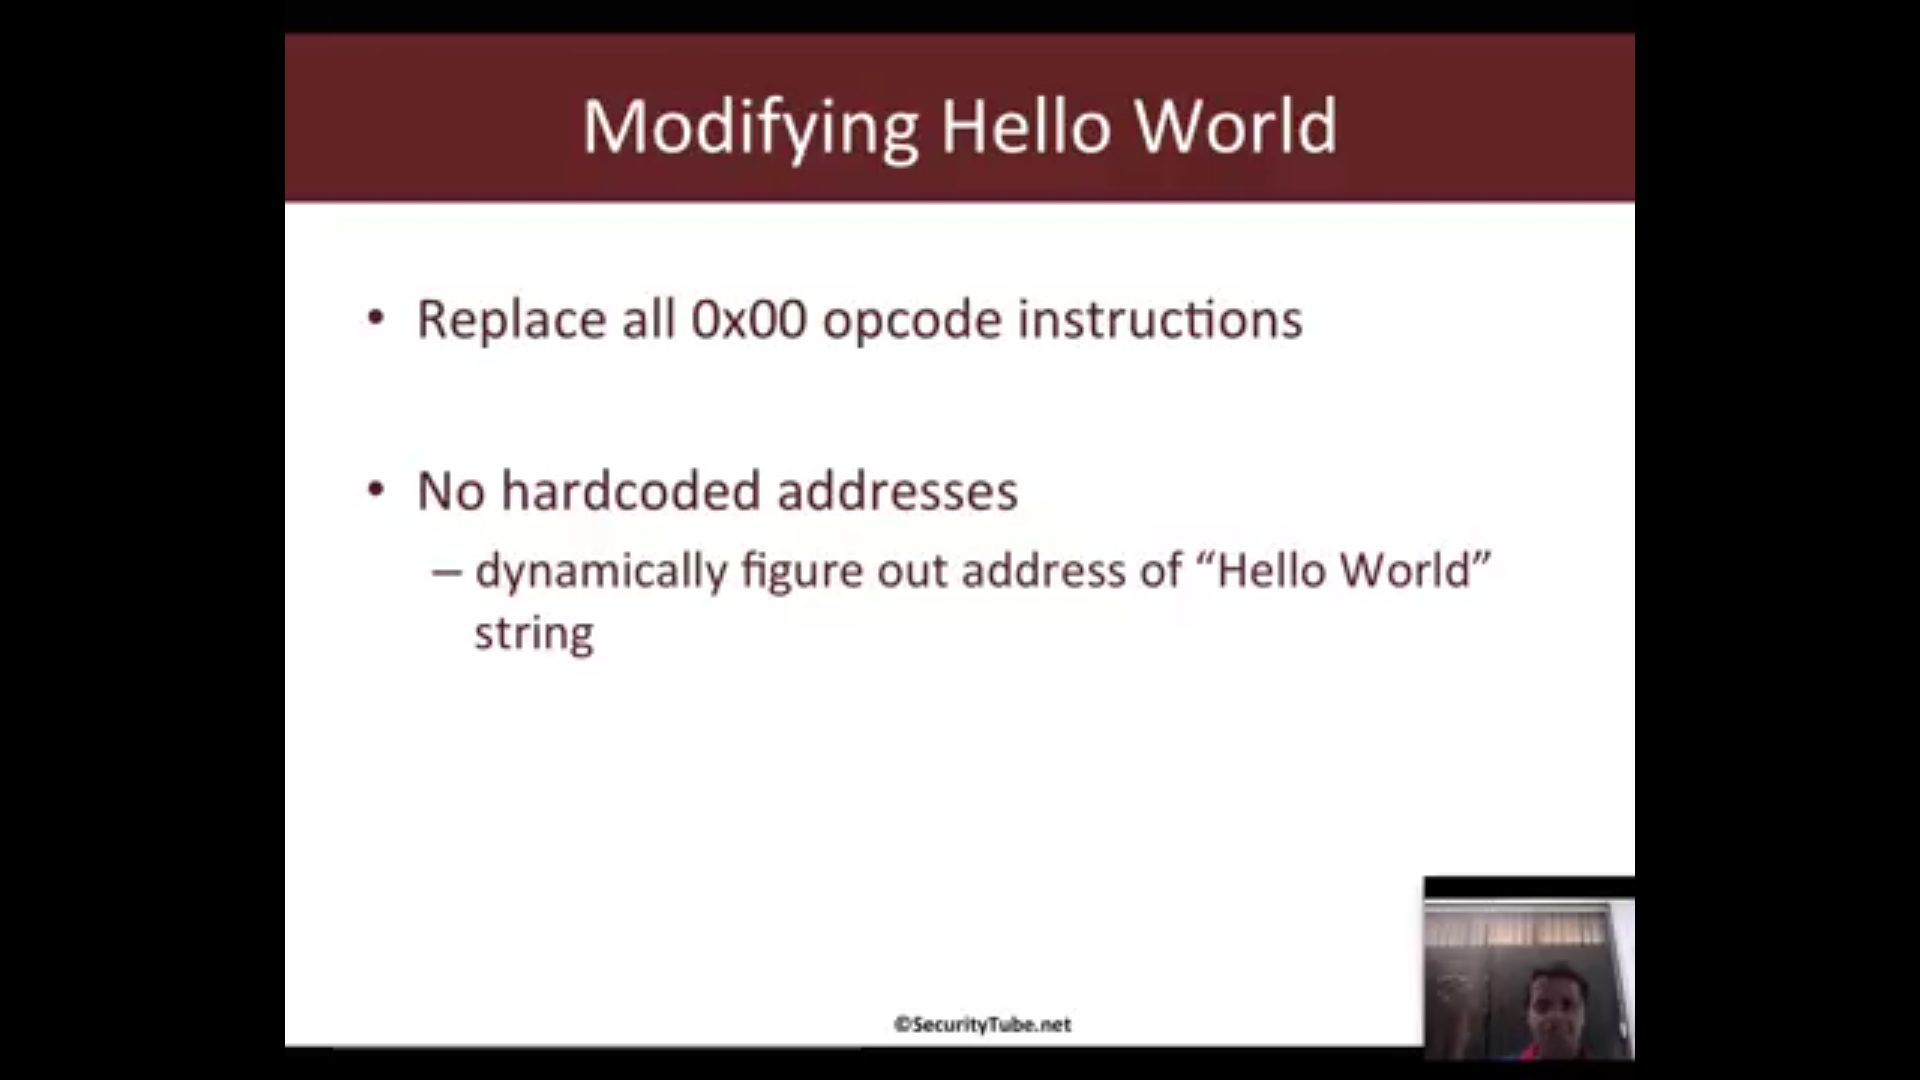 Modifying Hello World
• Replace all 0x00 opcode instructions
• No hardcoded addresses
– dynamically figure out address of “Hello World”
string
©SecurityTube.net